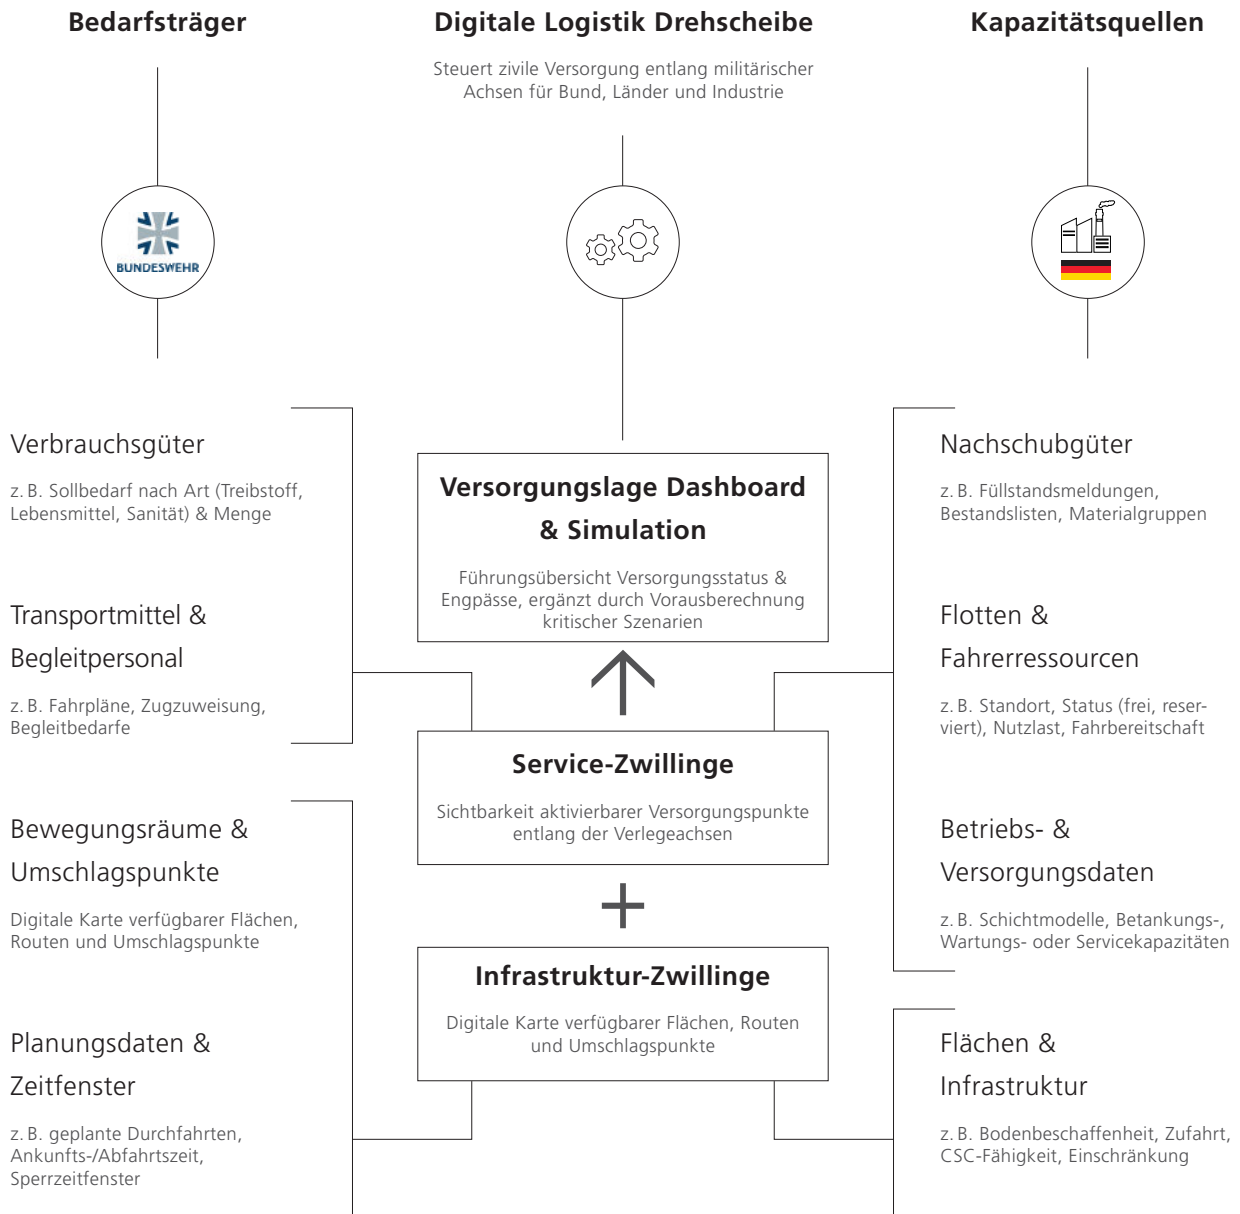 Bedarfsträger
BUNDESWEHR
Verbrauchsgüter
z. B. Sollbedarf nach Art (Treibstoff,
Lebensmittel, Sanität) & Menge
Transportmittel &
Begleitpersonal
z. B. Fahrpläne, Zugzuweisung,
Begleitbedarfe
Bewegungsräume &
Umschlagspunkte
Digitale Karte verfügbarer Flächen,
Routen und Umschlagspunkte
Planungsdaten &
Zeitfenster
z. B. geplante Durchfahrten,
Ankunfts-/Abfahrtszeit,
Sperrzeitfenster
Digitale Logistik Drehscheibe
Steuert zivile Versorgung entlang militärischer
Achsen für Bund, Länder und Industrie
Versorgungslage Dashboard
& Simulation
Führungsübersicht Versorgungsstatus &
Engpässe, ergänzt durch Vorausberechnung
kritischer Szenarien
Service-Zwillinge
Sichtbarkeit aktivierbarer Versorgungspunkte
entlang der Verlegeachsen
+
Infrastruktur-Zwillinge
Digitale Karte verfügbarer Flächen, Routen
und Umschlagspunkte
Kapazitätsquellen
Nachschubgüter
z. B. Füllstandsmeldungen,
Bestandslisten, Materialgruppen
Flotten &
Fahrerressourcen
z. B. Standort, Status (frei, reser-
viert), Nutzlast, Fahrbereitschaft
Betriebs- &
Versorgungsdaten
z. B. Schichtmodelle, Betankungs-,
Wartungs- oder Servicekapazitäten
Flächen &
Infrastruktur
z. B. Bodenbeschaffenheit, Zufahrt,
CSC-Fähigkeit, Einschränkung